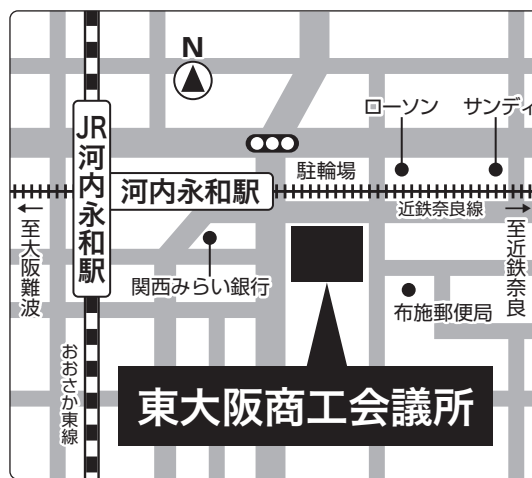 N
ローソン
サンディ
JR河内永和駅
河内永和駅
駐輪場
近鉄奈良線
←
至大阪難波
→
至近鉄奈良
関西みらい銀行
布施郵便局
おおさか東線
東大阪商工会議所